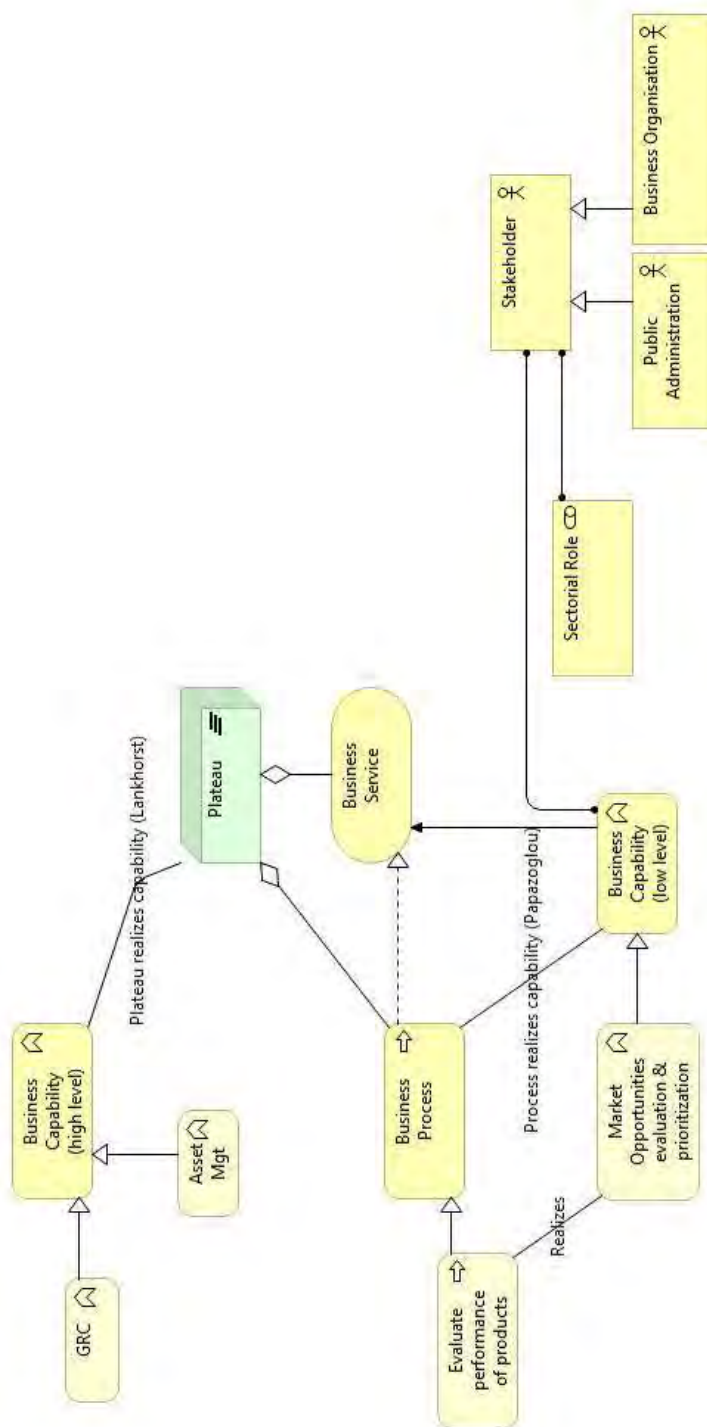 GRC
Business
Capability
(high level)
Asset
Mgt
Plateau realizes capability (Lankhorst)
Plateau
Business
Service
Business
Process
Evaluate
performance
of products
Realizes
Process realizes capability (Papazoglou)
Market
Opportunities
evaluation &
prioritization
Business
Capability
(low level)
Sectorial Role
Stakeholder
Public
Administration
Business Organisation